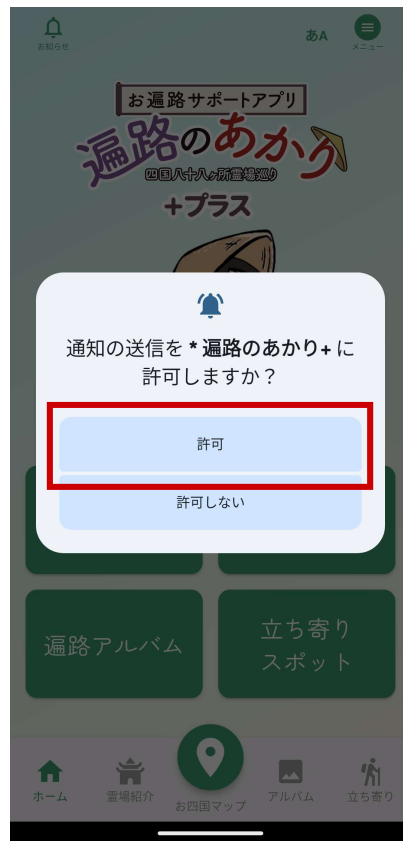 お知らせ
あA
メニュー
お遍路サポートアプリ
遍路のあかり
四国八十八ヶ所霊場巡り
+プラス
通知の送信を * 遍路のあかり+ に
許可しますか？
許可
許可しない
遍路アルバム
立ち寄り
スポット
ホーム
霊場紹介
お四国マップ
アルバム
立ち寄り